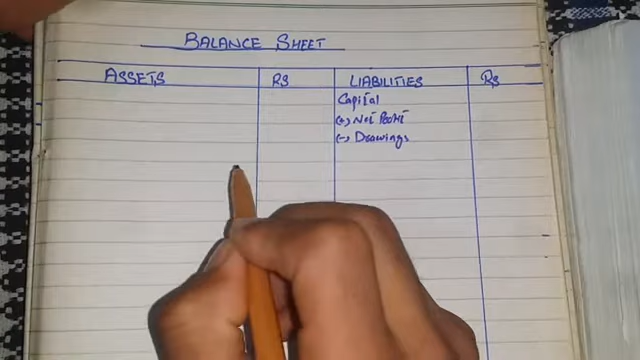 BALANCE SHEET
ASSETS RS LIABILITIES RS
Capital
(+) Net Profit
(-) Drawings